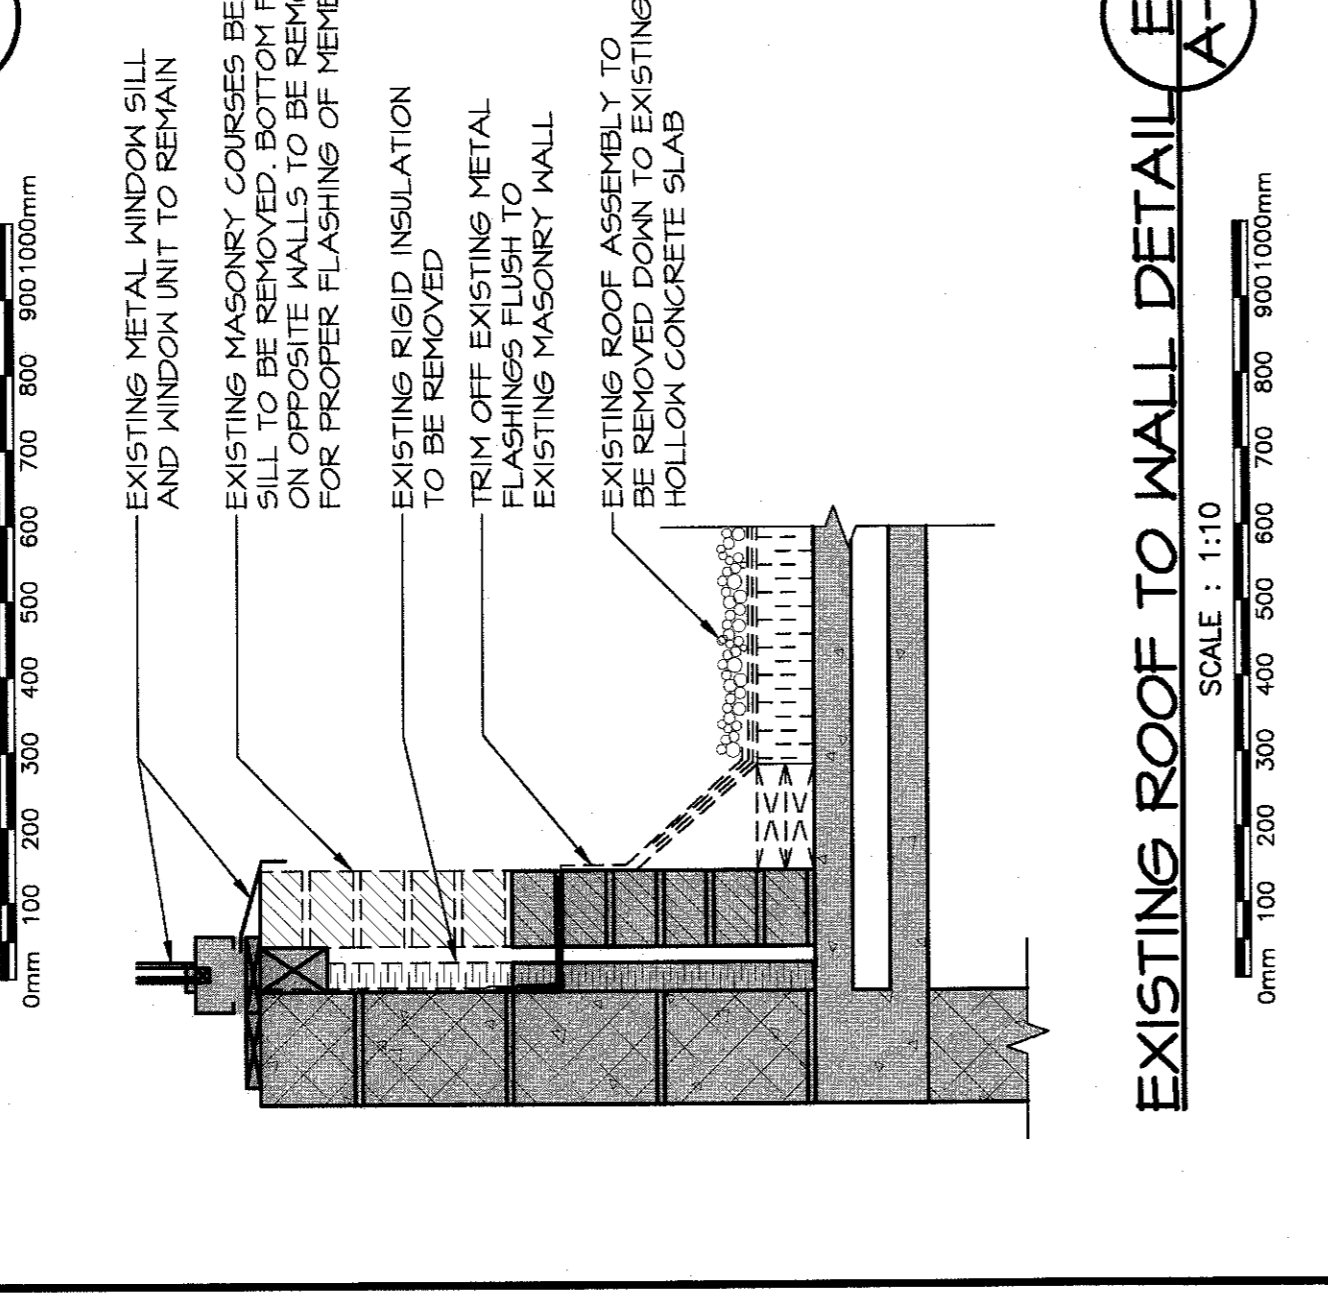 0mm 100 200 300 400 500 600 700 800 900 1000mm
EXISTING METAL WINDOW SILL
AND WINDOW UNIT TO REMAIN
EXISTING MASONRY COURSES
SILL TO BE REMOVED. BOTTOM
ON OPPOSITE WALLS TO BE
FOR PROPER FLASHING OF
EXISTING RIGID INSULATION
TO BE REMOVED
TRIM OFF EXISTING METAL
FLASHINGS FLUSH TO
EXISTING MASONRY WALL
EXISTING ROOF ASSEMBLY TO
BE REMOVED DOWN TO EXISTING
HOLLOW CONCRETE SLAB
EXISTING ROOF TO WALL DETAIL
A-
SCALE : 1:10
0mm 100 200 300 400 500 600 700 800 900 1000mm